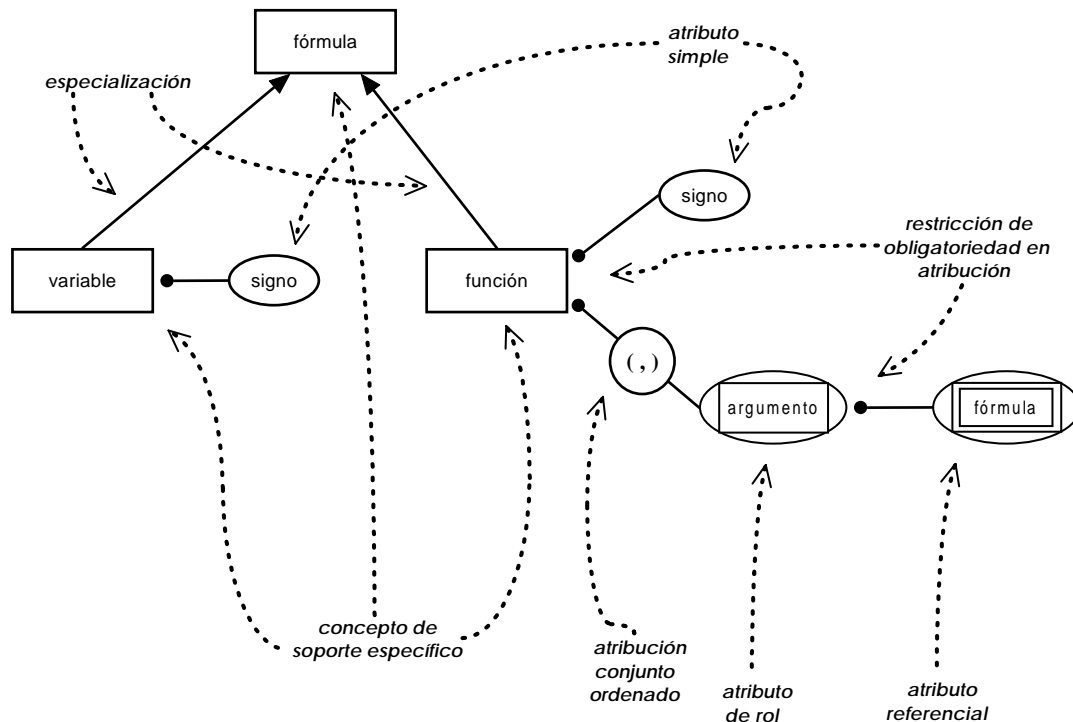 fórmula
atributo
simple
especialización
signo
restricción de
obligatoriedad en
atribución
variable
signo
función
( , )
argumento
fórmula
concepto de
soporte específico
atribución
conjunto
ordenado
atributo
de rol
atributo
referencial